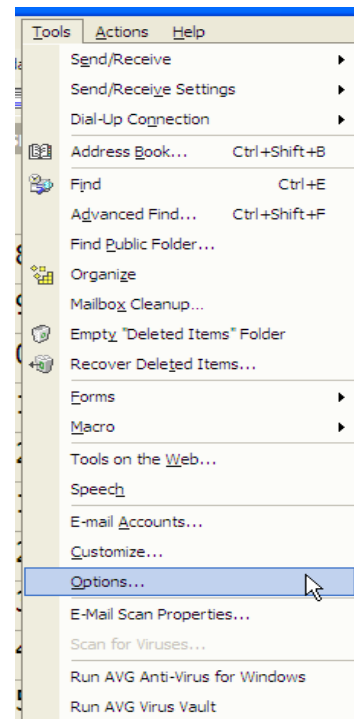 Tools Actions Help
Send/Receive
Send/Receive Settings
Dial-Up Connection
Address Book... Ctrl+Shift+B
Find Ctrl+E
Advanced Find... Ctrl+Shift+F
Find Public Folder...
Organize
Mailbox Cleanup...
Empty "Deleted Items" Folder
Recover Deleted Items...
Forms
Macro
Tools on the Web...
Speech
E-mail Accounts...
Customize...
Options...
E-Mail Scan Properties...
Scan for Viruses...
Run AVG Anti-Virus for Windows
Run AVG Virus Vault